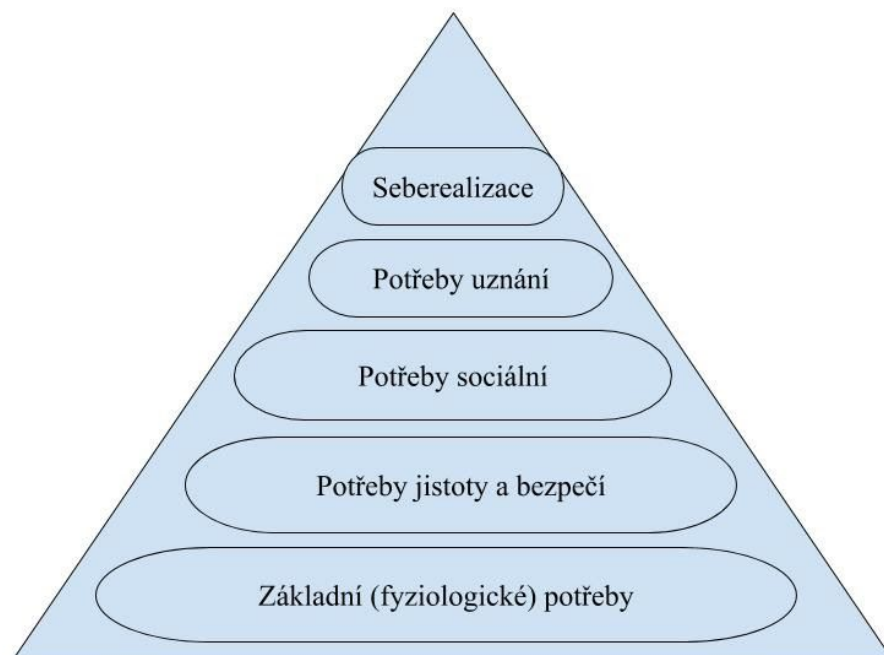 Seberealizace
Potřeby uznání
Potřeby sociální
Potřeby jistoty a bezpečí
Základní (fyziologické) potřeby